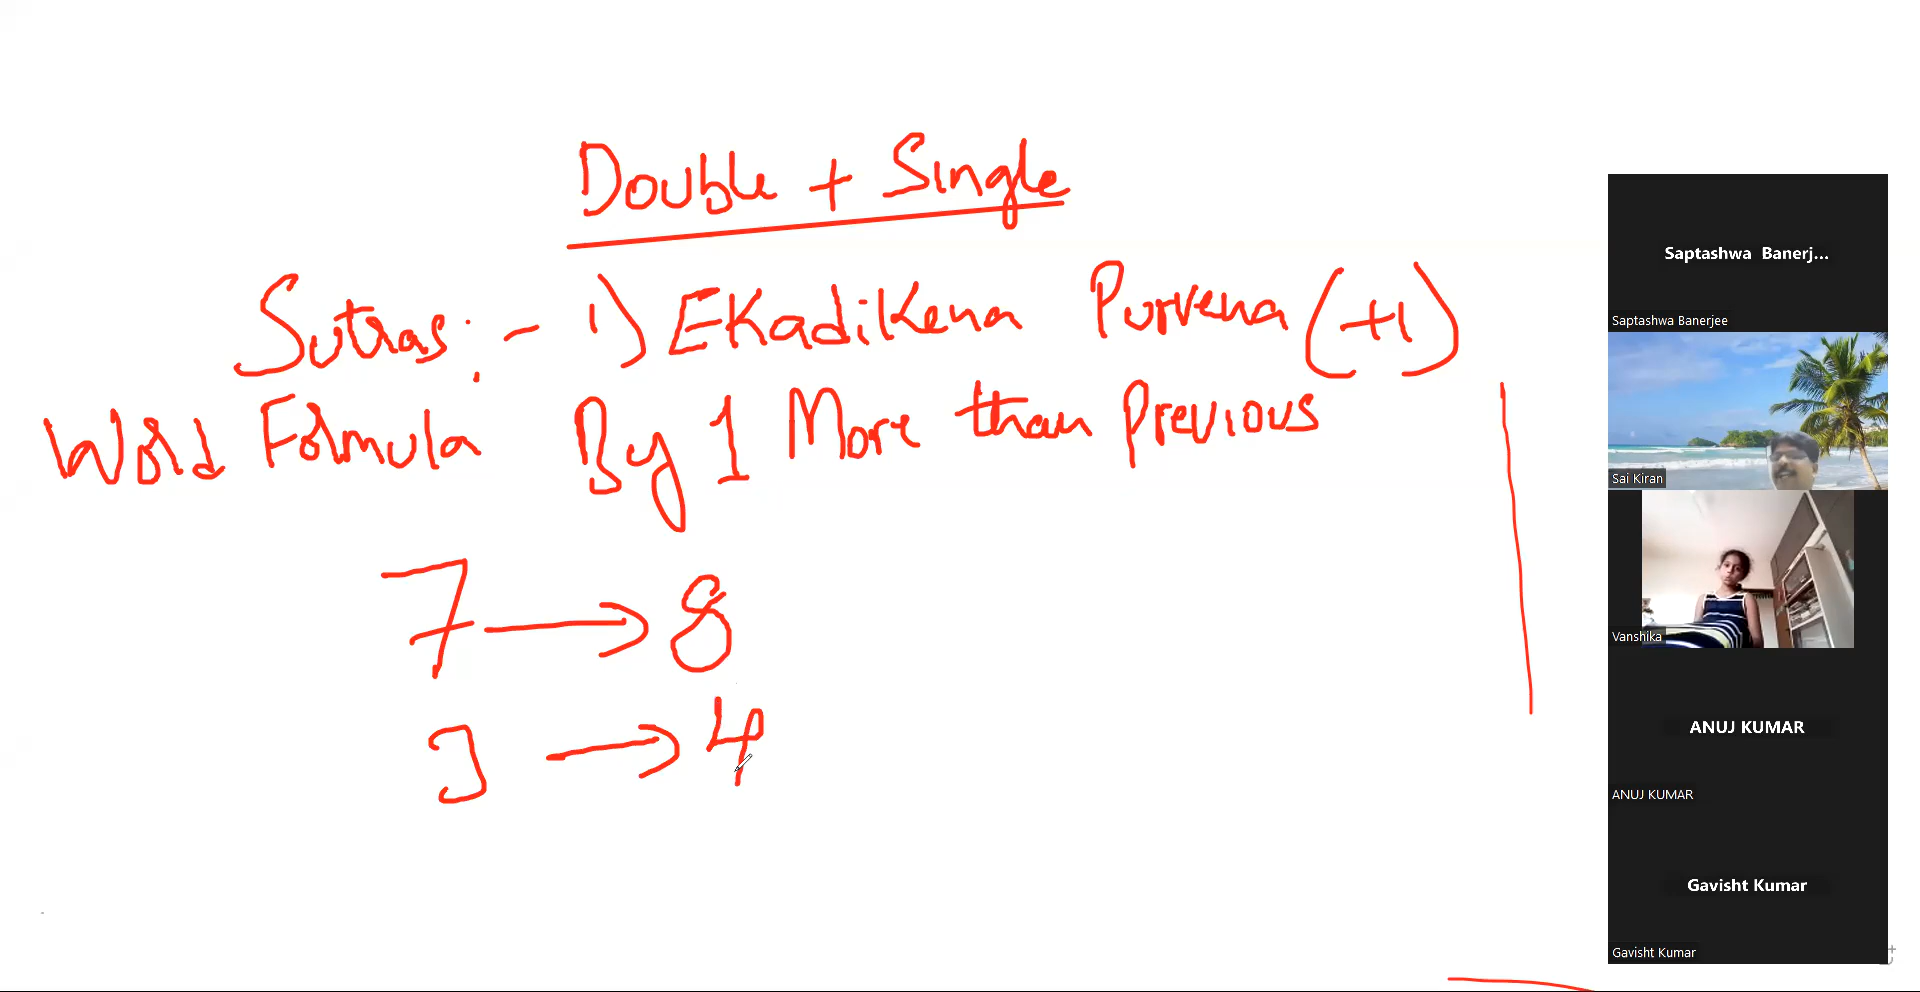 Double + Single
Sutras :- 1) Ekadikena Purvena (+1)
Word Formula By 1 More than Previous
7 → 8
3 → 4
Saptashwa Banerj...
Saptashwa Banerjee
Sai Kiran
Vanshika
ANUJ KUMAR
ANUJ KUMAR
Gavisht Kumar
Gavisht Kumar